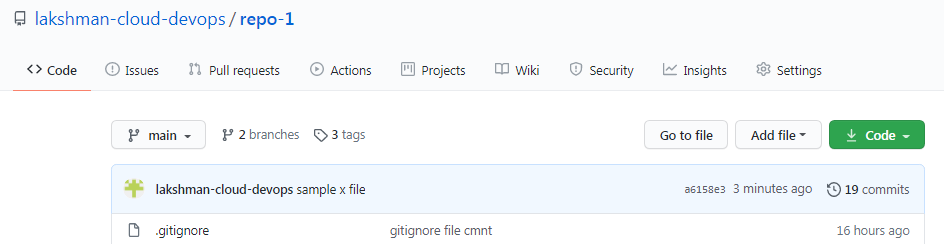 lakshman-cloud-devops / repo-1
Code Issues Pull requests Actions Projects Wiki Security Insights Settings
main 2 branches 3 tags Go to file Add file Code
lakshman-cloud-devops sample x file a6158e3 3 minutes ago 19 commits
.gitignore gitignore file cmnt 16 hours ago